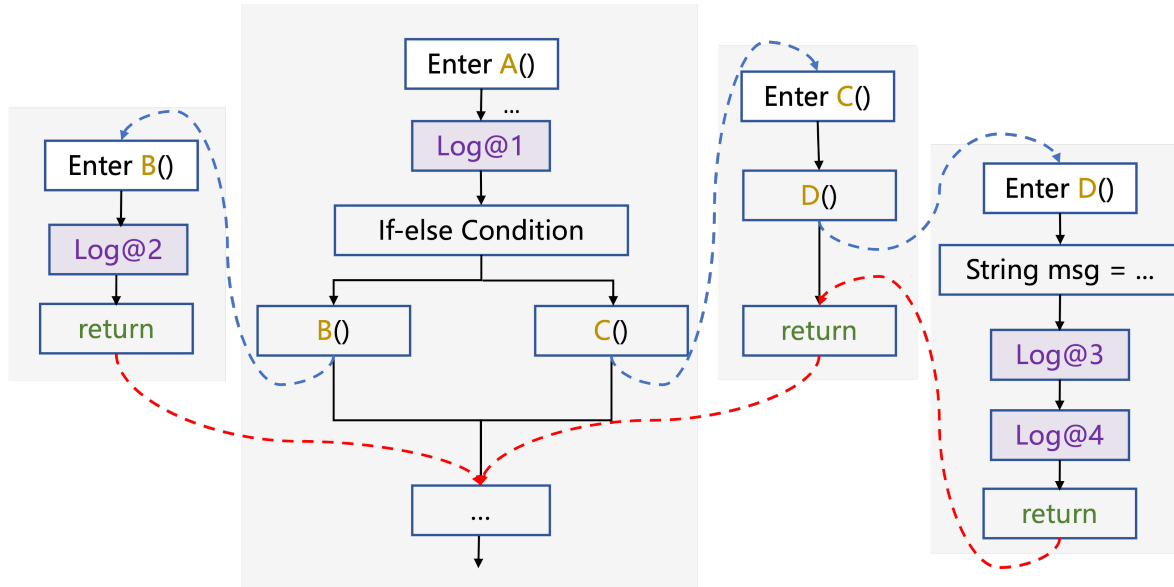 Enter B()
Log@2
return
Enter A()
...
Log@1
If-else Condition
B()
C()
...
Enter C()
D()
return
Enter D()
String msg = ...
Log@3
Log@4
return